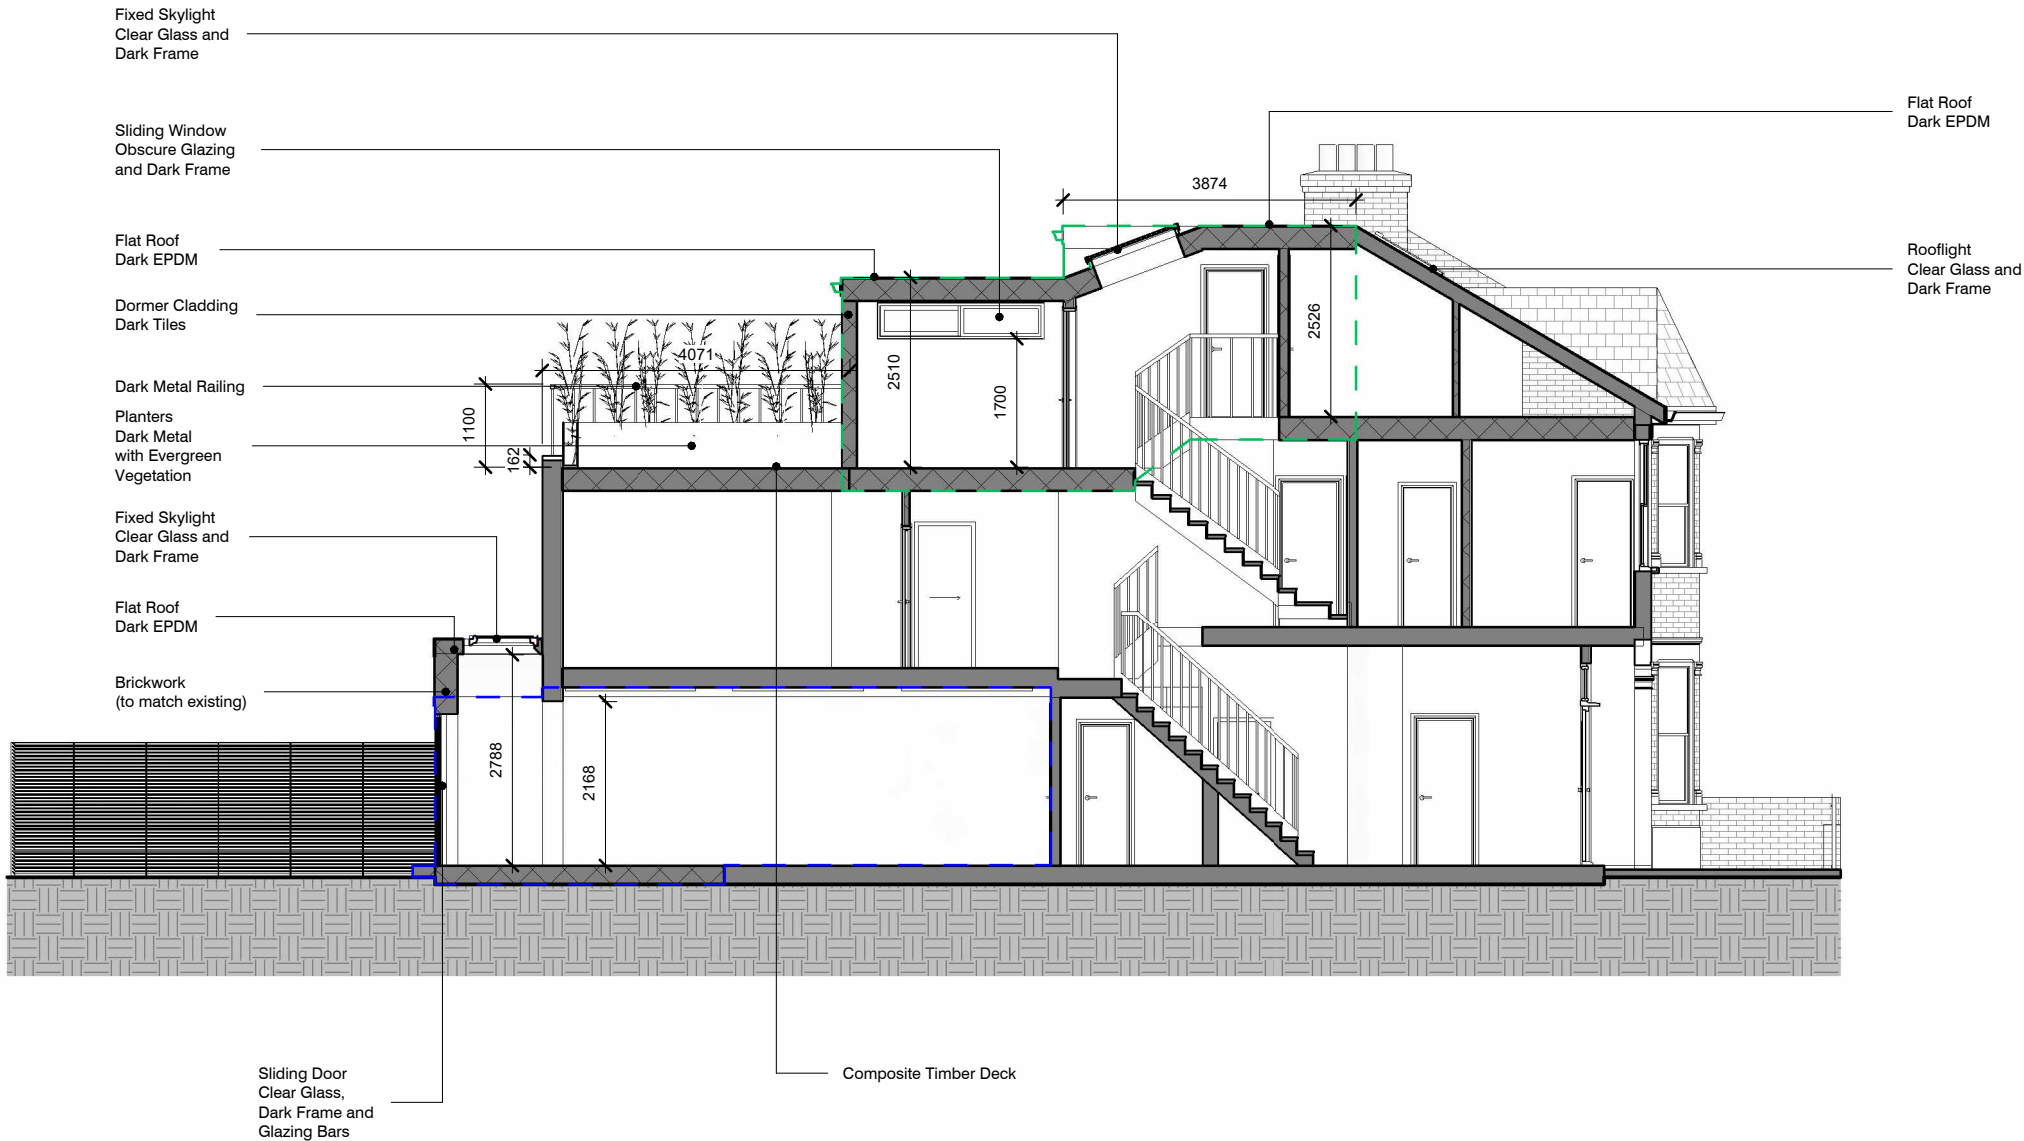 Fixed Skylight
Clear Glass and
Dark Frame
Sliding Window
Obscure Glazing
and Dark Frame
Flat Roof
Dark EPDM
Dormer Cladding
Dark Tiles
Dark Metal Railing
Planters
Dark Metal
with Evergreen
Vegetation
Fixed Skylight
Clear Glass and
Dark Frame
Flat Roof
Dark EPDM
Brickwork
(to match existing)
Sliding Door
Clear Glass,
Dark Frame and
Glazing Bars
Composite Timber Deck
Flat Roof
Dark EPDM
Rooflight
Clear Glass and
Dark Frame
3874
4071
2526
2510
1700
1100
162
2788
2168